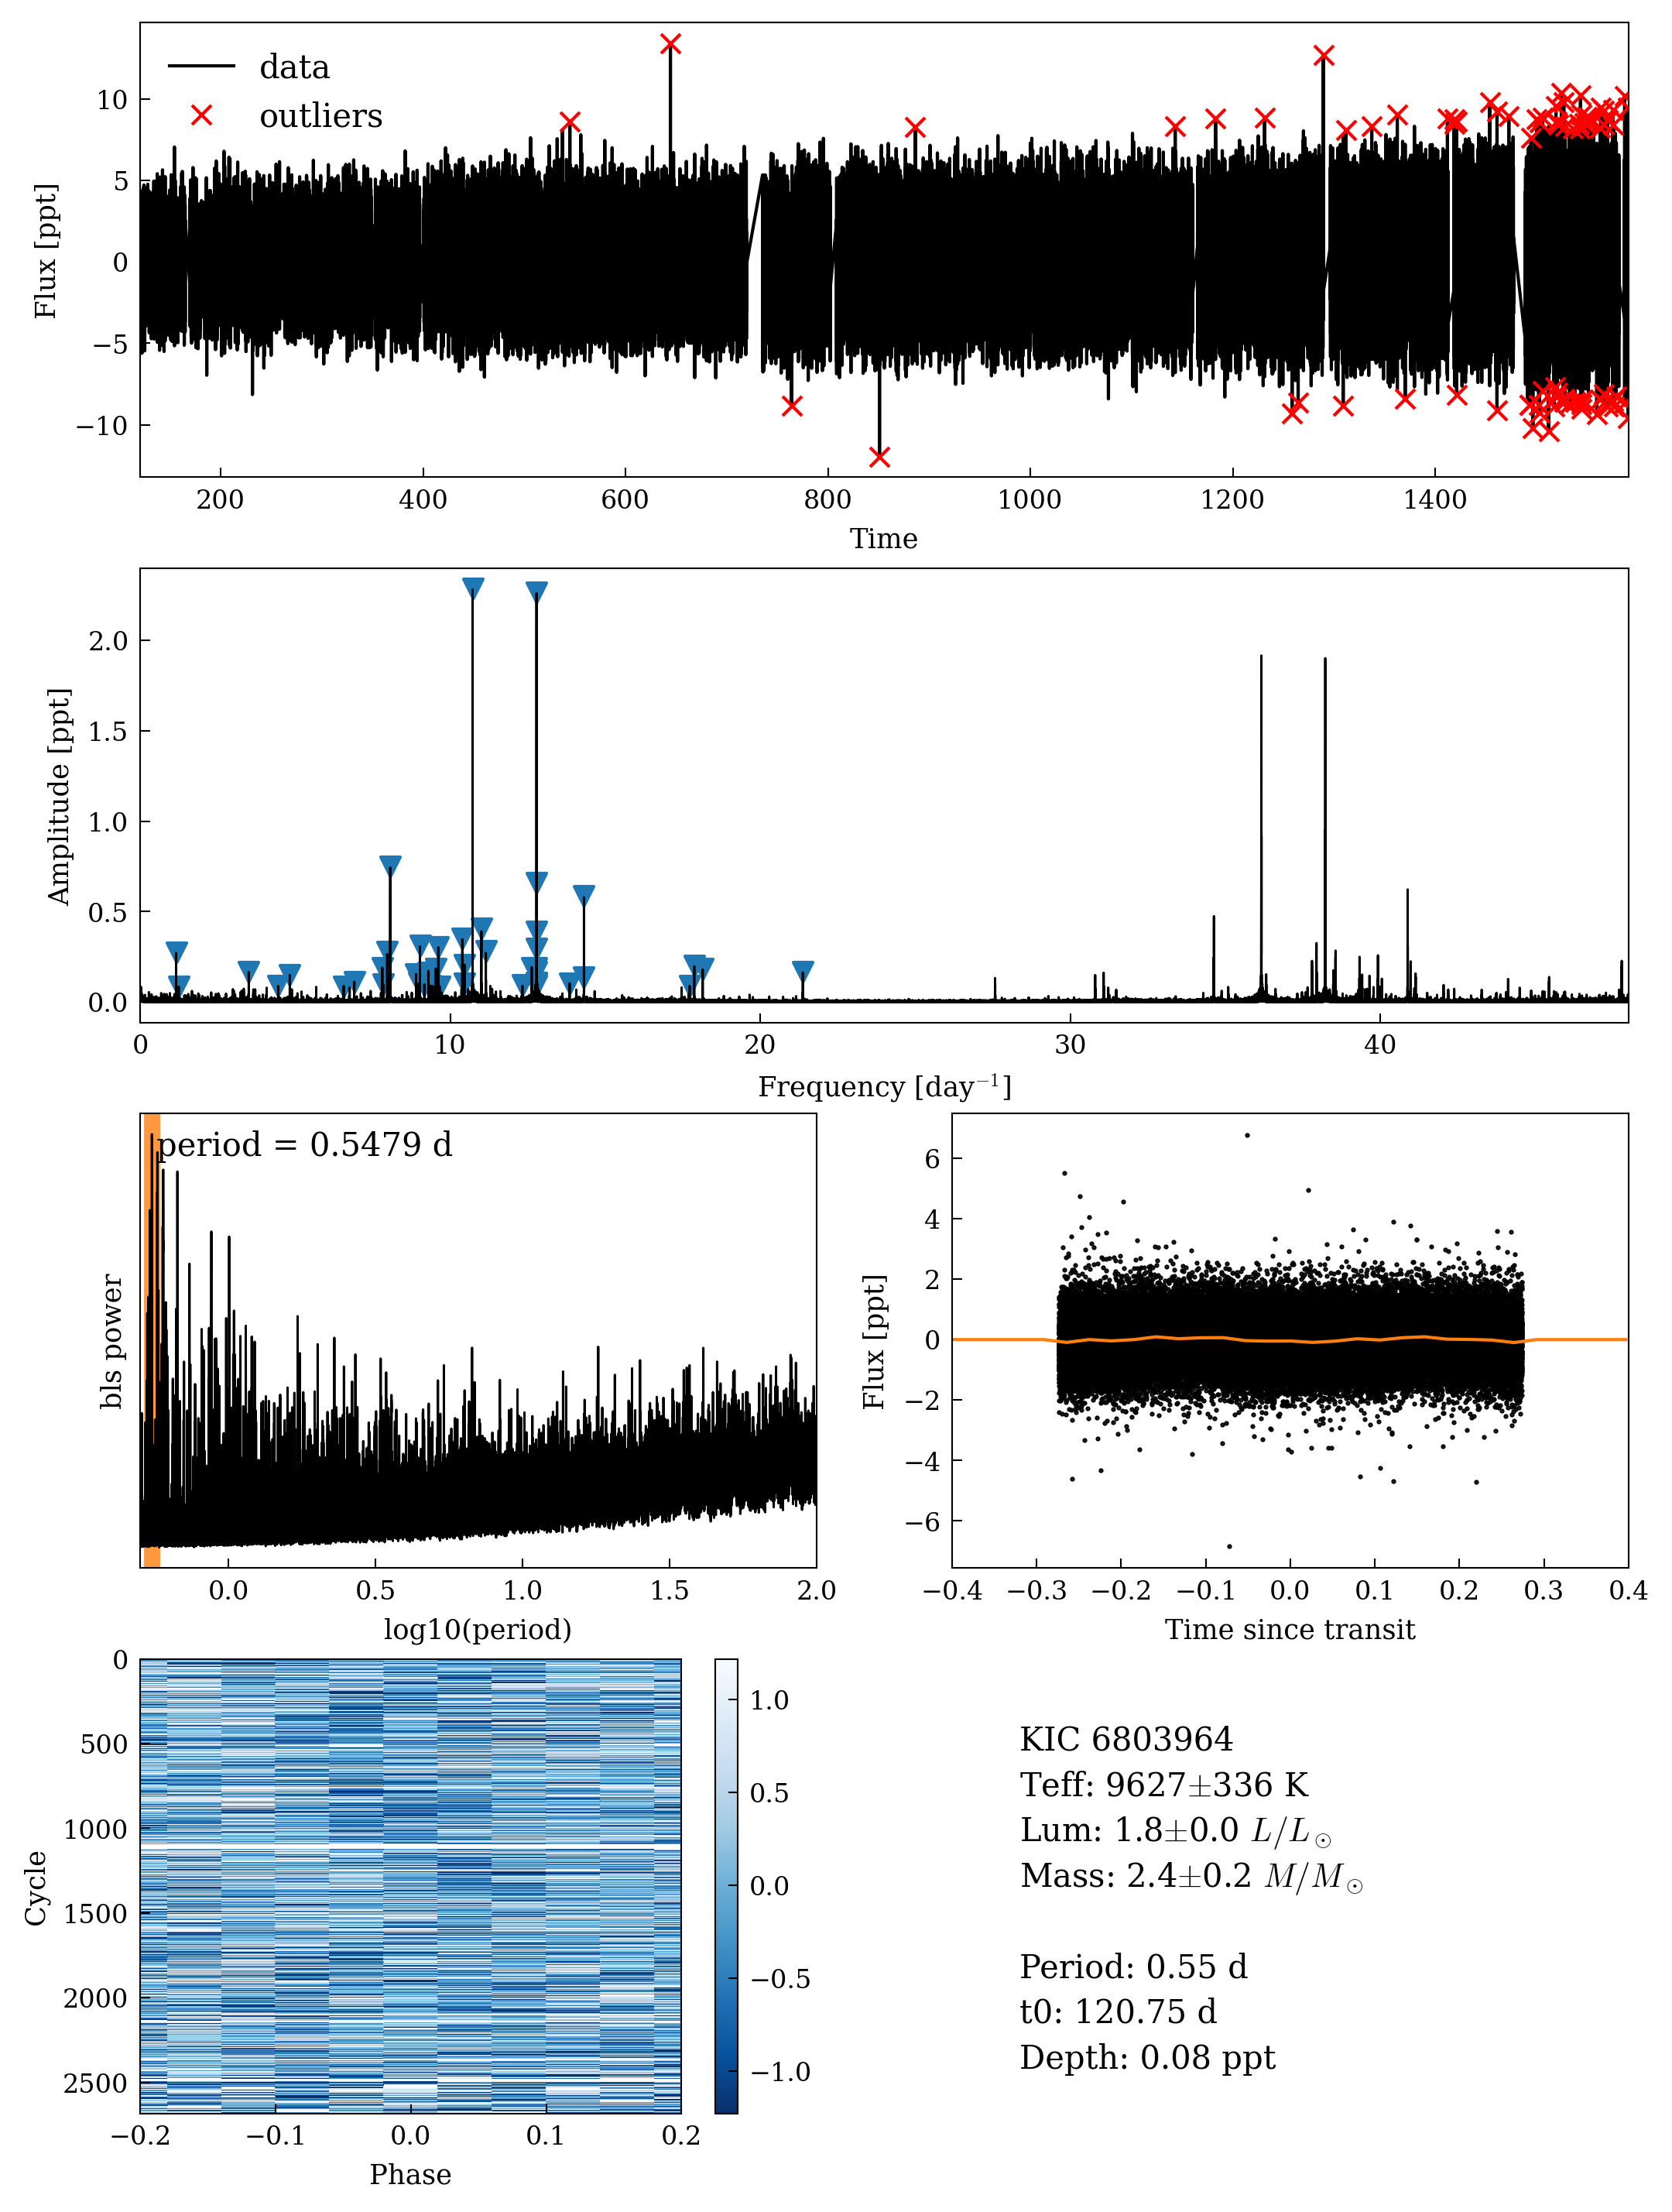 data
outliers
10
5
0
−5
−10
Flux [ppt]
200 400 600 800 1000 1200 1400
Time
2.0
1.5
1.0
0.5
0.0
Amplitude [ppt]
0 10 20 30 40
Frequency [day⁻¹]
period = 0.5479 d
bls power
0.0 0.5 1.0 1.5 2.0
log10(period)
6
4
2
0
−2
−4
−6
Flux [ppt]
−0.4 −0.3 −0.2 −0.1 0.0 0.1 0.2 0.3 0.4
Time since transit
0
500
1000
1500
2000
2500
Cycle
−0.2 −0.1 0.0 0.1 0.2
Phase
1.0
0.5
0.0
−0.5
−1.0
KIC 6803964
Teff: 9627±336 K
Lum: 1.8±0.0 L/L☉
Mass: 2.4±0.2 M/M☉
Period: 0.55 d
t0: 120.75 d
Depth: 0.08 ppt